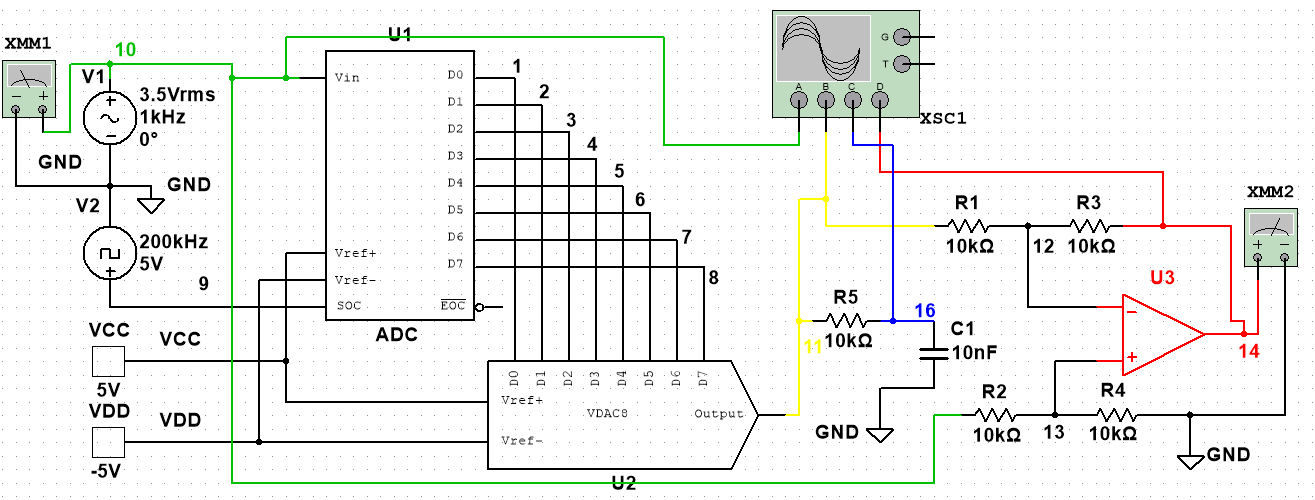 XMM1
10
V1
3.5Vrms
1kHz
0°
GND
GND
V2
200kHz
5V
9
VCC
VCC
5V
VDD
VDD
-5V
U1
Vin
D0
D1
D2
D3
D4
D5
D6
D7
Vref+
Vref-
SOC
EOC
ADC
1
2
3
4
5
6
7
8
D0 D1 D2 D3 D4 D5 D6 D7
Vref+
VDAC8
Output
Vref-
U2
G
T
A B C D
XSC1
R1
10kΩ
12
R3
10kΩ
XMM2
U3
14
R5
10kΩ
11
16
C1
10nF
GND
R2
10kΩ
13
R4
10kΩ
GND